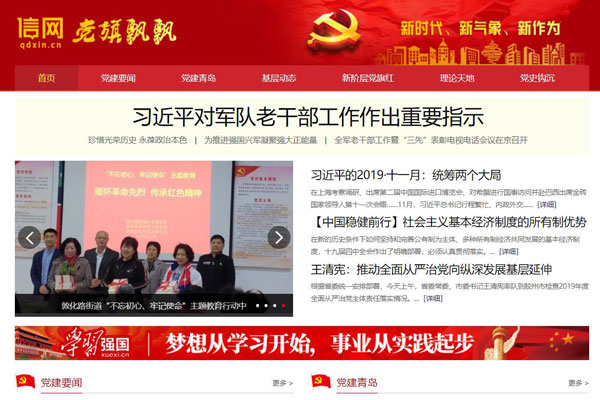 信网 党旗飘飘
qdxin.cn
新时代、新气象、新作为
首页 党建要闻 党建青岛 基层动态 新阶层党旗红 理论天地 党史钩沉
习近平对军队老干部工作作出重要指示
珍惜光荣历史 永葆政治本色 | 为推进强国兴军凝聚强大正能量 | 全军老干部工作暨“三先”表彰电视电话会议在京召开
“不忘初心、牢记使命”主题教育
缅怀革命先烈 传承红色精神
敦化路街道“不忘初心、牢记使命”主题教育行动中
习近平的2019·十一月：统筹两个大局
在上海考察调研、出席第二届中国国际进口博览会、对希腊进行国事访问并赴巴西出席金砖
国家领导人第十一次会晤……11月，习近平总书记行程繁忙、内政外交…… [详细]
【中国稳健前行】社会主义基本经济制度的所有制优势
在新的历史条件下如何坚持和完善公有制为主体、多种所有制经济共同发展的基本经济制
度，十九届四中全会作出了明确部署，必须认真贯彻落实。... [详细]
王清宪：推动全面从严治党向纵深发展基层延伸
根据省委统一安排部署，今天上午，省委常委、市委书记王清宪率队到胶州市检查2019年度
全面从严治党主体责任落实情况。... [详细]
学习强国
xuexi.cn
梦想从学习开始，事业从实践起步
党建要闻 更多 >
党建青岛 更多 >